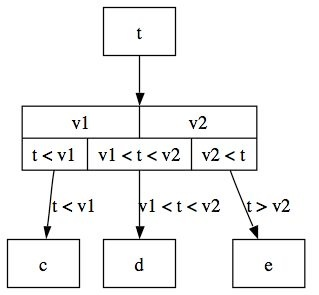 t
v1 v2
t < v1 v1 < t < v2 v2 < t
t < v1 v1 < t < v2 t > v2
c d e